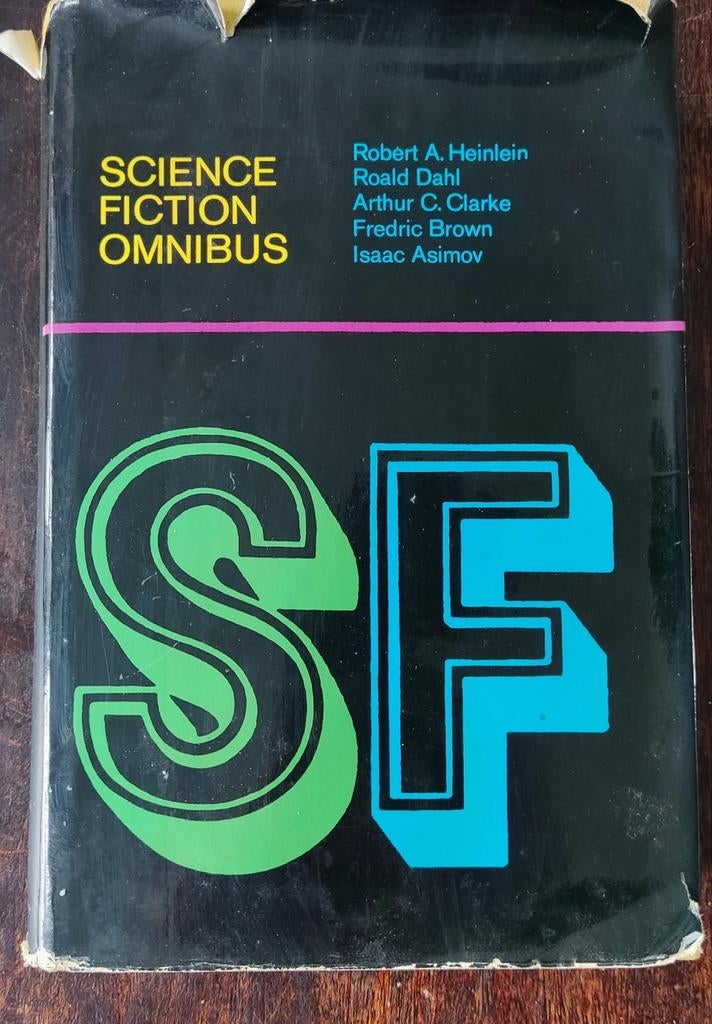 SCIENCE
FICTION
OMNIBUS
Robert A. Heinlein
Roald Dahl
Arthur C. Clarke
Fredric Brown
Isaac Asimov
SF